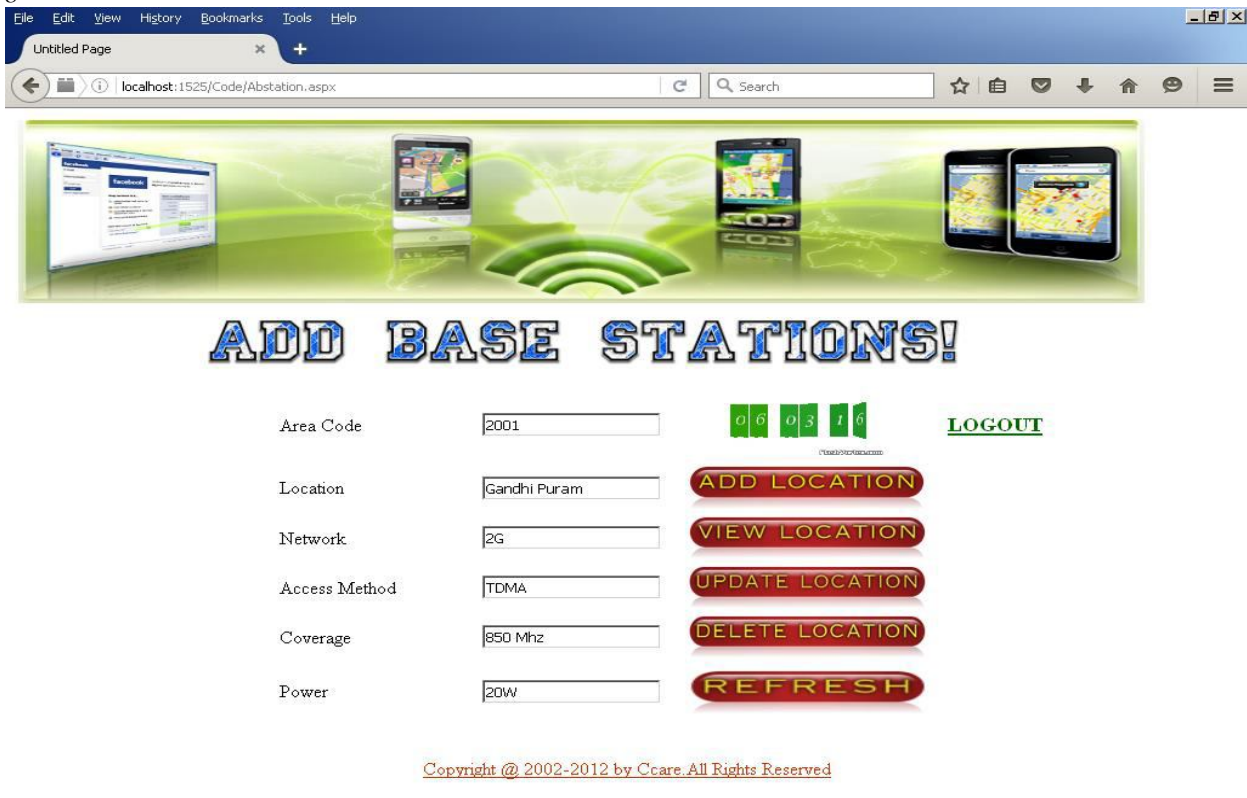 File Edit View History Bookmarks Tools Help
Untitled Page
localhost:1525/Code/Abstation.aspx
Search
facebook
ADD BASE STATIONS!
Area Code 2001 06 03 16 LOGOUT
Location Gandhi Puram ADD LOCATION
Network 2G VIEW LOCATION
Access Method TDMA UPDATE LOCATION
Coverage 850 Mhz DELETE LOCATION
Power 20W REFRESH
Copyright @ 2002-2012 by Ccare.All Rights Reserved